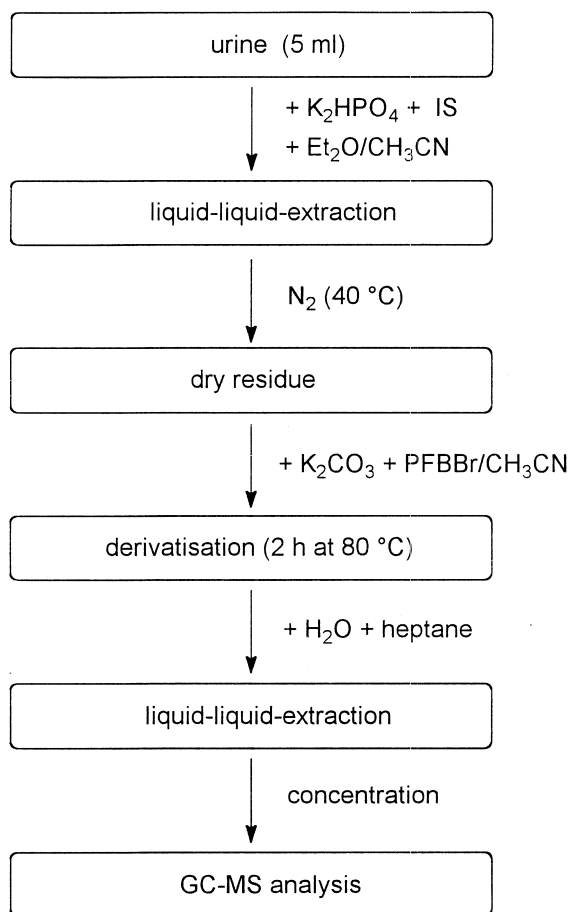 urine (5 ml)
+ K₂HPO₄ + IS
+ Et₂O/CH₃CN
liquid-liquid-extraction
N₂ (40 °C)
dry residue
+ K₂CO₃ + PFBBr/CH₃CN
derivatisation (2 h at 80 °C)
+ H₂O + heptane
liquid-liquid-extraction
concentration
GC-MS analysis